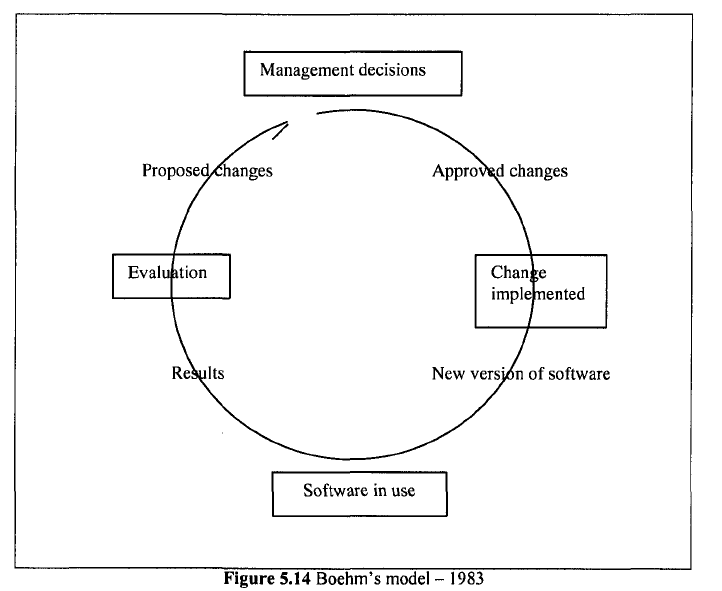 Management decisions
Proposed changes
Approved changes
Evaluation
Change
implemented
Results
New version of software
Software in use
Figure 5.14 Boehm's model – 1983